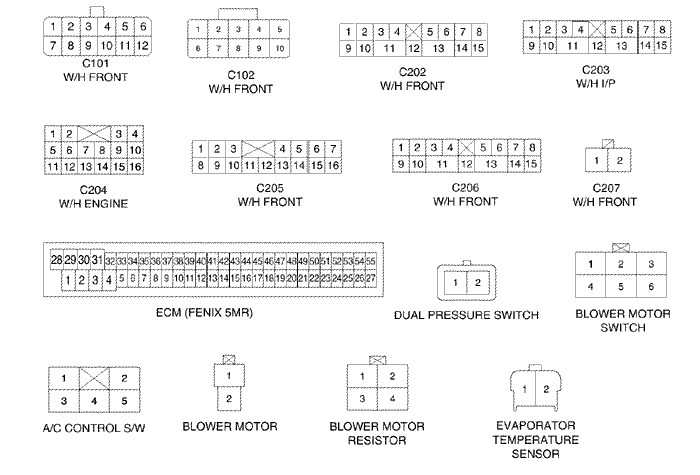 1 2 3 4 5 6
7 8 9 10 11 12
C101
W/H FRONT
1 2 3 4 5
6 7 8 9 10
C102
W/H FRONT
1 2 3 4 5 6 7 8
9 10 11 12 13 14 15
C202
W/H FRONT
1 2 3 4 5 6 7 8
9 10 11 12 13 14 15
C203
W/H I/P
1 2 3 4
5 6 7 8 9 10
11 12 13 14 15 16
C204
W/H ENGINE
1 2 3 4 5 6 7
8 9 10 11 12 13 14 15 16
C205
W/H FRONT
1 2 3 4 5 6 7 8
9 10 11 12 13 14 15
C206
W/H FRONT
1 2
C207
W/H FRONT
28 29 30 31 32 33 34 35 36 37 38 39 40 41 42 43 44 45 46 47 48 49 50 51 52 53 54 55
1 2 3 4 5 6 7 8 9 10 11 12 13 14 15 16 17 18 19 20 21 22 23 24 25 26 27
ECM (FENIX 5MR)
1 2
DUAL PRESSURE SWITCH
1 2 3
4 5 6
BLOWER MOTOR
SWITCH
1 2
3 4 5
A/C CONTROL S/W
1
2
BLOWER MOTOR
1 2
3 4
BLOWER MOTOR
RESISTOR
1 2
EVAPORATOR
TEMPERATURE
SENSOR